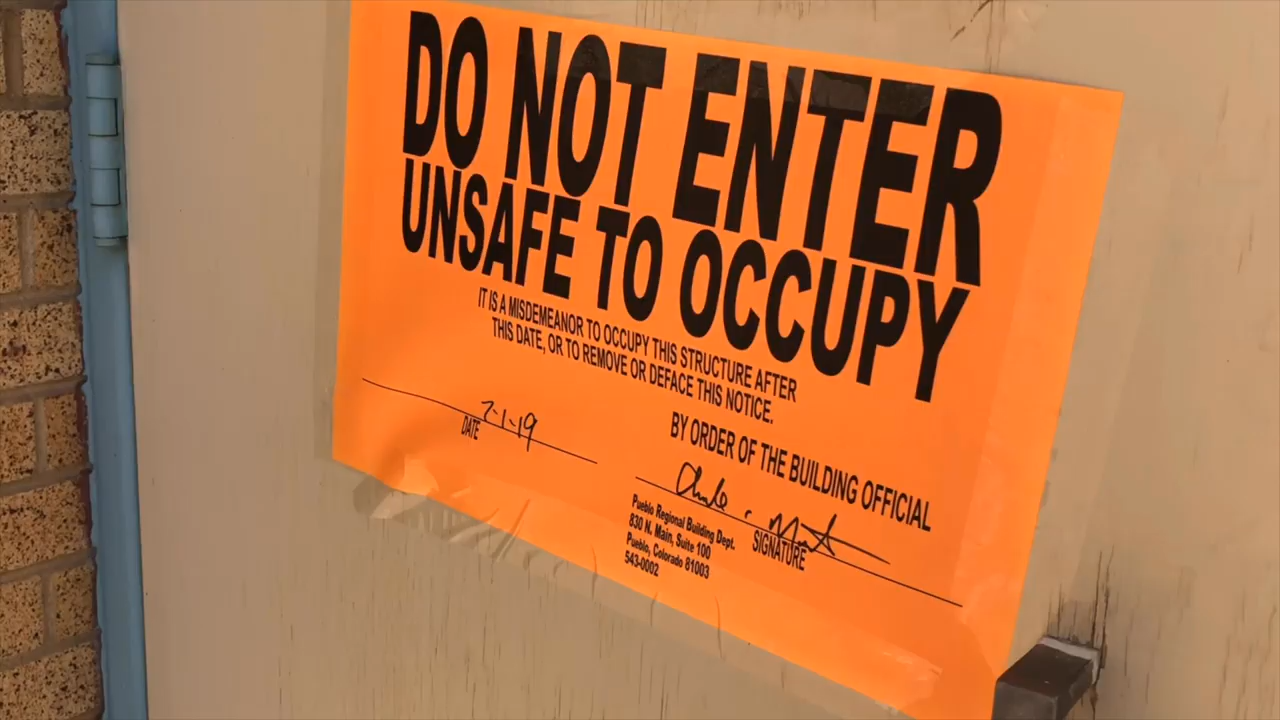 DO NOT ENTER
UNSAFE TO OCCUPY
IT IS A MISDEMEANOR TO OCCUPY THIS STRUCTURE AFTER
THIS DATE, OR TO REMOVE OR DEFACE THIS NOTICE.
7-1-19
DATE
BY ORDER OF THE BUILDING OFFICIAL
SIGNATURE
Pueblo Regional Building Dept.
830 N. Main, Suite 100
Pueblo, Colorado 81003
543-0002